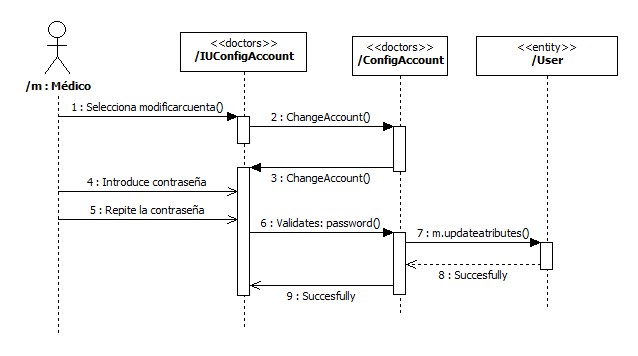 <<doctors>>
/IUConfigAccount
<<doctors>>
/ConfigAccount
<<entity>>
/User
/m : Médico
1 : Selecciona modificarcuenta()
2 : ChangeAccount()
3 : ChangeAccount()
4 : Introduce contraseña
5 : Repite la contraseña
6 : Validates: password()
7 : m.updateatributes()
8 : Succesfully
9 : Succesfully